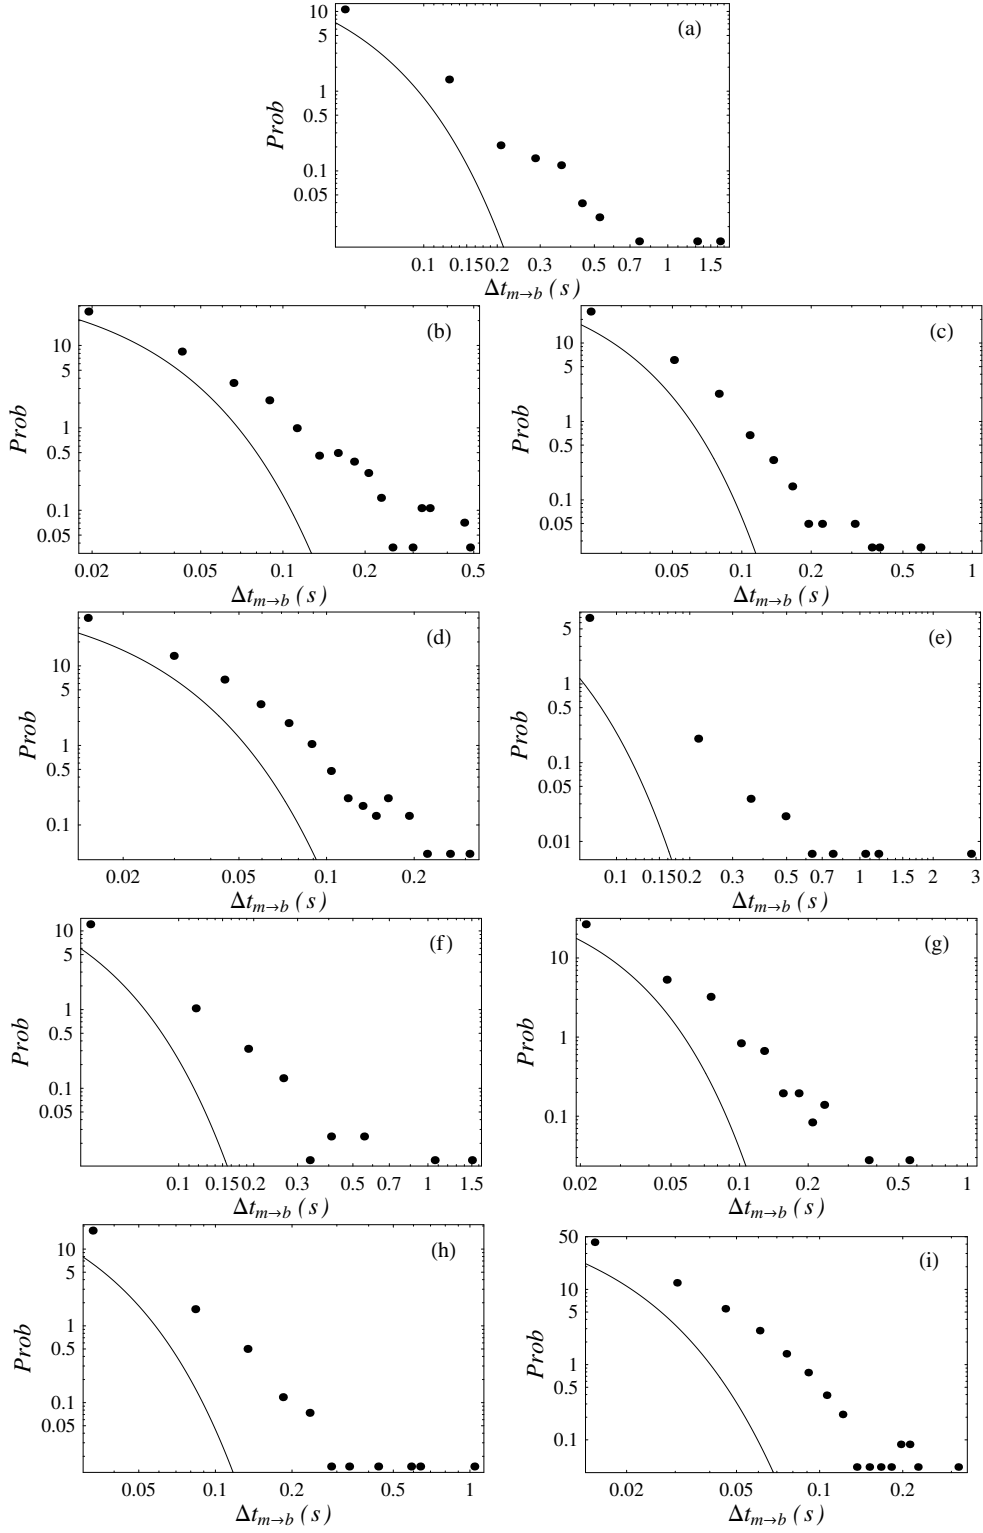 10
5
1
0.5
0.1
0.05
Prob
(a)
0.1 0.15 0.2 0.3 0.5 0.7 1 1.5
Δt_{m→b} (s)
10
5
1
0.5
0.1
0.05
Prob
(b)
0.02 0.05 0.1 0.2 0.5
Δt_{m→b} (s)
10
5
1
0.5
0.1
0.05
Prob
(c)
0.1 0.2 0.5 1
Δt_{m→b} (s)
10
5
1
0.5
0.1
Prob
(d)
0.02 0.05 0.1 0.2
Δt_{m→b} (s)
5
1
0.5
0.1
0.05
0.01
Prob
(e)
0.1 0.15 0.2 0.3 0.5 0.7 1 1.5 2 3
Δt_{m→b} (s)
10
5
1
0.5
0.1
0.05
Prob
(f)
0.1 0.15 0.2 0.3 0.5 0.7 1 1.5
Δt_{m→b} (s)
10
1
0.1
Prob
(g)
0.02 0.05 0.1 0.2 0.5 1
Δt_{m→b} (s)
10
5
1
0.5
0.1
0.05
Prob
(h)
0.05 0.1 0.2 0.5 1
Δt_{m→b} (s)
50
10
5
1
0.5
0.1
Prob
(i)
0.02 0.05 0.1 0.2
Δt_{m→b} (s)